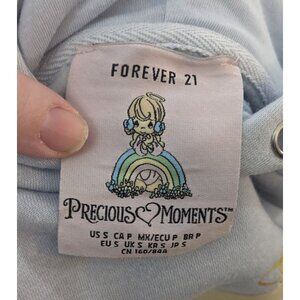 FOREVER 21
PRECIOUS MOMENTS™
US S CA P MX/ECU P BR P
EU S UK S KR S JP S
CN 160/84A